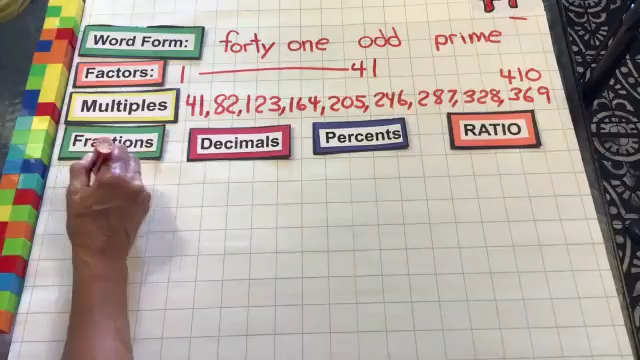 Word Form: forty one odd prime
Factors: 1 41
410
Multiples 41, 82, 123, 164, 205, 246, 287, 328, 369
Fractions Decimals Percents RATIO